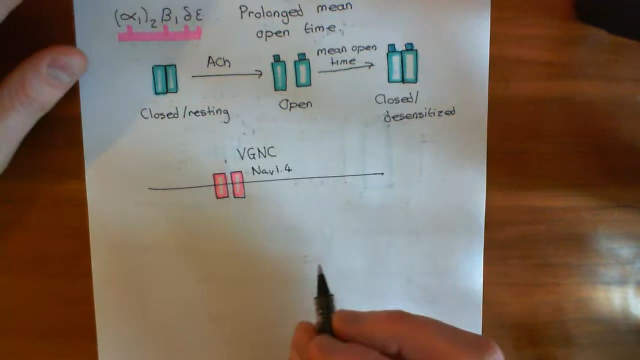 (α₁)₂ β₁ δ ε
Prolonged mean
open time.
ACh
mean open
time
Closed/resting
Open
Closed/
desensitized
VGNC
Nav1.4